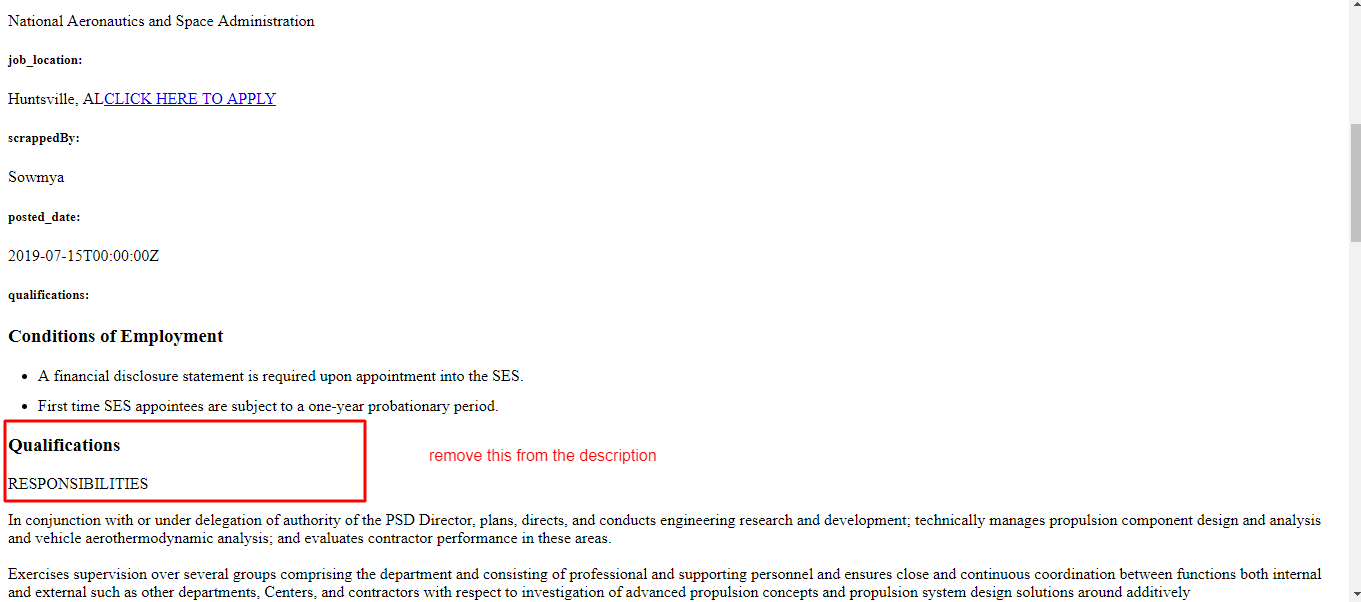 National Aeronautics and Space Administration
job_location:
Huntsville, ALCLICK HERE TO APPLY
scrappedBy:
Sowmya
posted_date:
2019-07-15T00:00:00Z
qualifications:
Conditions of Employment
• A financial disclosure statement is required upon appointment into the SES.
• First time SES appointees are subject to a one-year probationary period.
Qualifications
remove this from the description
RESPONSIBILITIES
In conjunction with or under delegation of authority of the PSD Director, plans, directs, and conducts engineering research and development; technically manages propulsion component design and analysis
and vehicle aerothermodynamic analysis; and evaluates contractor performance in these areas.
Exercises supervision over several groups comprising the department and consisting of professional and supporting personnel and ensures close and continuous coordination between functions both internal
and external such as other departments, Centers, and contractors with respect to investigation of advanced propulsion concepts and propulsion system design solutions around additively